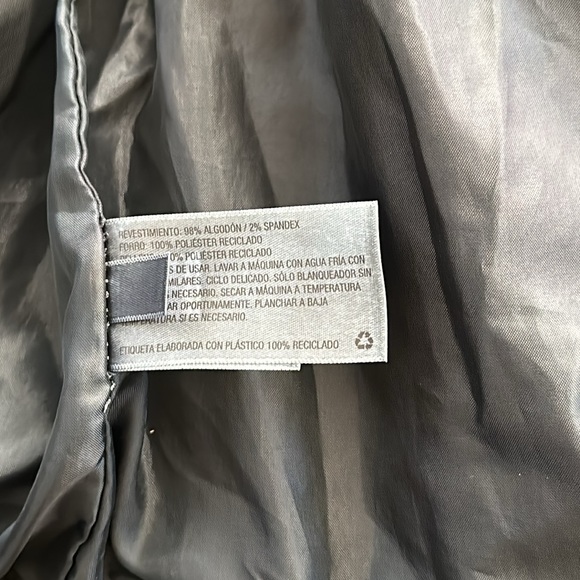 REVESTIMIENTO: 98% ALGODÓN / 2% SPANDEX
FORRO: 100% POLIÉSTER RECICLADO
0% POLIÉSTER RECICLADO
S DE USAR. LAVAR A MÁQUINA CON AGUA FRÍA CON
MILARES. CICLO DELICADO. SÓLO BLANQUEADOR SIN
NECESARIO. SECAR A MÁQUINA A TEMPERATURA
AR OPORTUNAMENTE. PLANCHAR A BAJA
SI ES NECESARIO.
ETIQUETA ELABORADA CON PLÁSTICO 100% RECICLADO